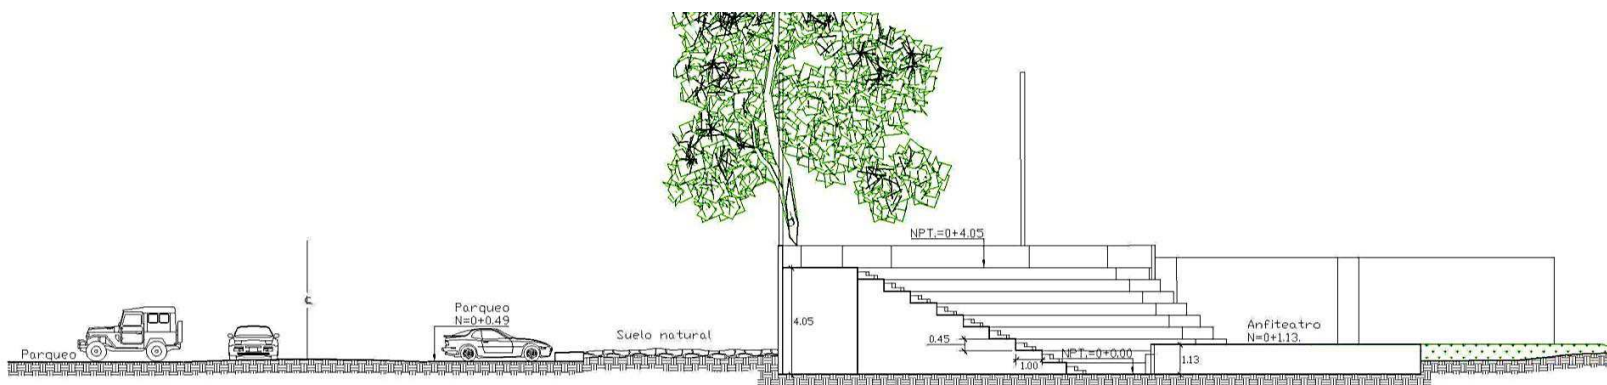 NPT.=0+4.05
Parqueo
N=0+0.49
Suelo natural
4.05
Anfiteatro
N=0+1.13.
0.45
Parqueo
NPT.=0+0.00
1.13
1.00